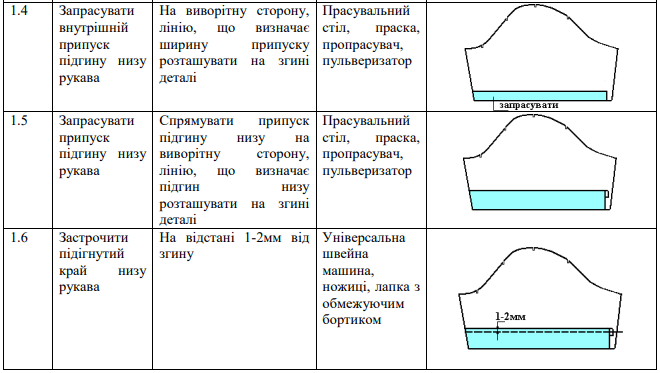 1.4
Запрасувати
внутрішній
припуск
підгину низу
рукава
На виворітну сторону,
лінію, що визначає
ширину припуску
розташувати на згині
деталі
Прасувальний
стіл, праска,
пропрасувач,
пульверизатор
запрасувати
1.5
Запрасувати
припуск
підгину низу
рукава
Спрямувати припуск
підгину низу на
виворітну сторону,
лінію, що визначає
підгин низу
розташувати на згині
деталі
Прасувальний
стіл, праска,
пропрасувач,
пульверизатор
1.6
Застрочити
підігнутий
край низу
рукава
На відстані 1-2мм від
згину
Універсальна
швейна
машина,
ножиці, лапка з
обмежуючим
бортиком
1-2мм